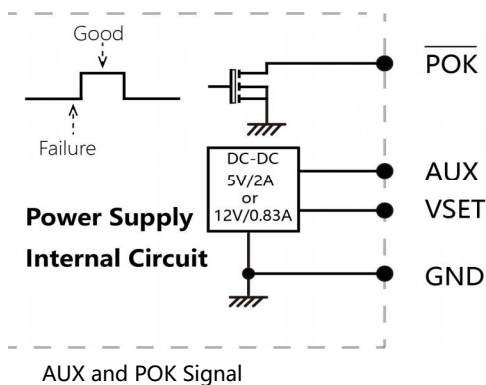 Good
Failure
POK
DC-DC
5V/2A
or
12V/0.83A
AUX
VSET
Power Supply
Internal Circuit
GND
AUX and POK Signal